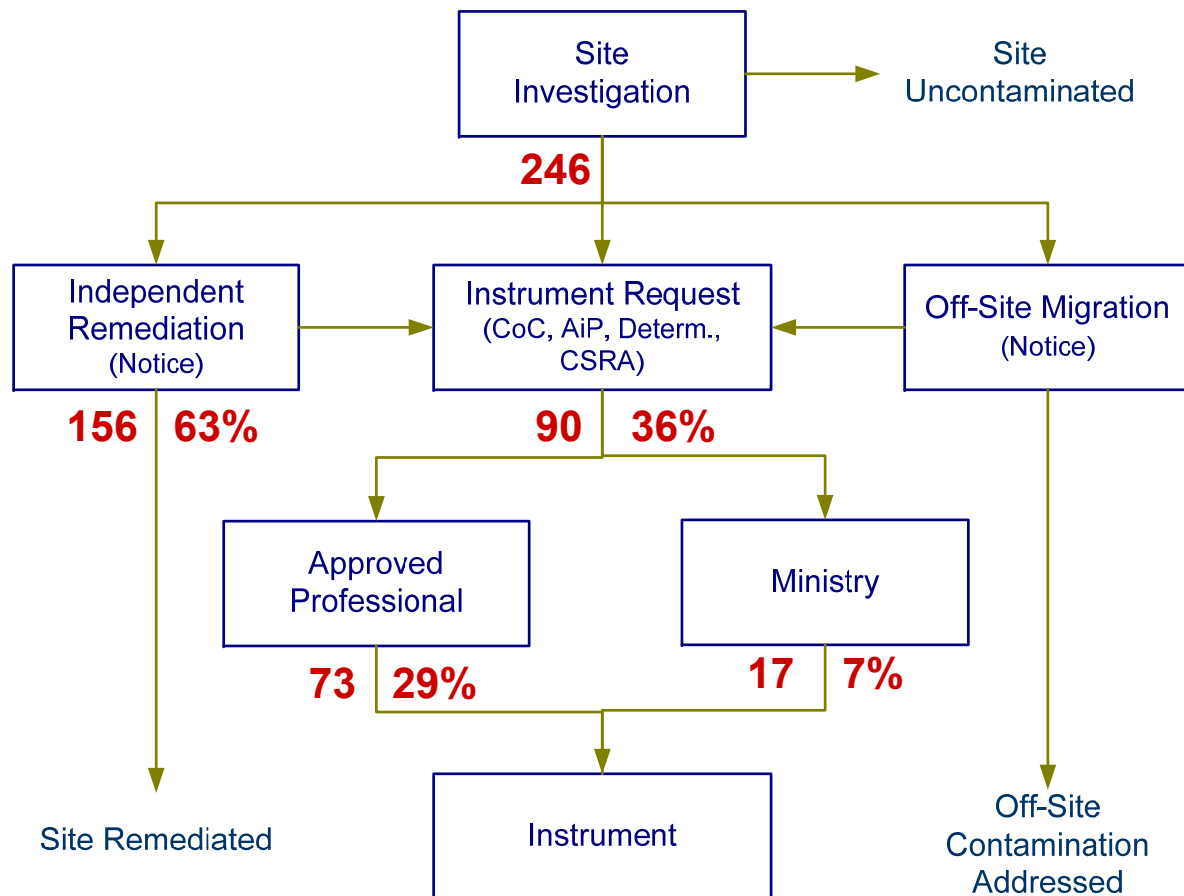 Site
Investigation
Site
Uncontaminated
246
Independent
Remediation
(Notice)
Instrument Request
(CoC, AiP, Determ.,
CSRA)
Off-Site Migration
(Notice)
156 63%
90 36%
Approved
Professional
Ministry
73 29%
17 7%
Site Remediated
Instrument
Off-Site
Contamination
Addressed